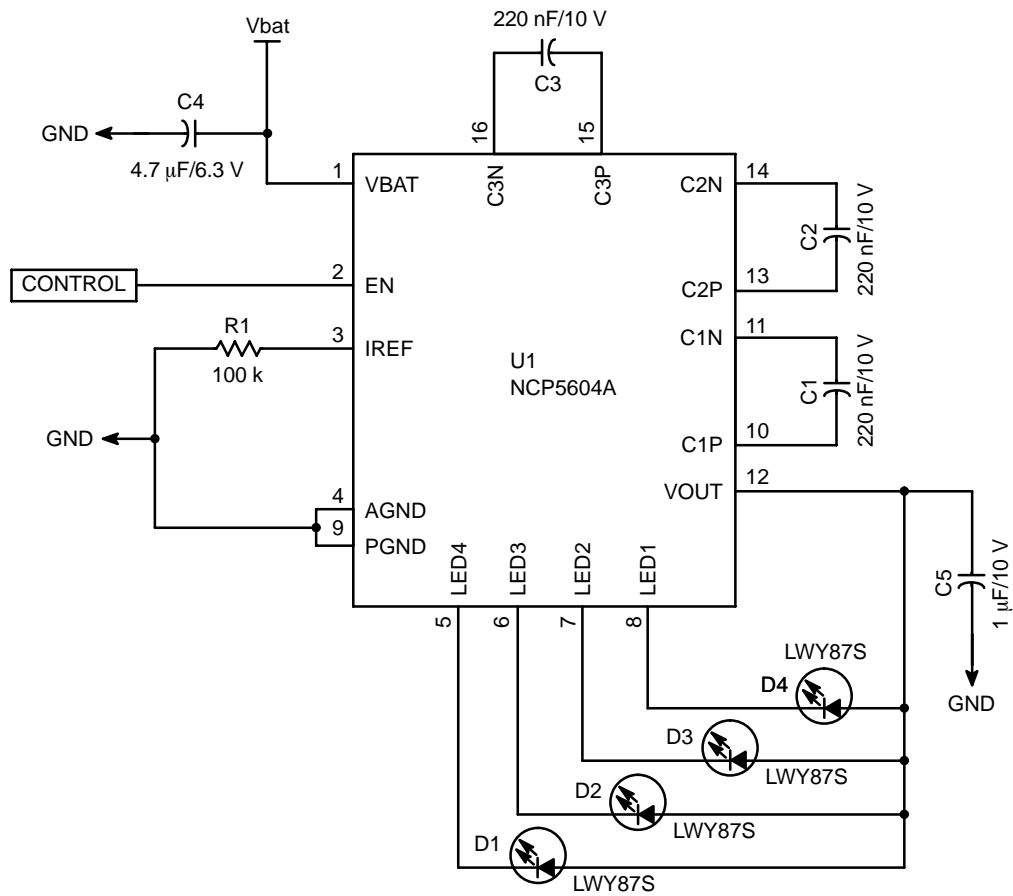 Vbat
220 nF/10 V
C3
C4
GND
4.7 μF/6.3 V
16
15
1
VBAT
C3N
C3P
C2N
14
C2
220 nF/10 V
CONTROL
2
EN
C2P
13
R1
100 k
3
IREF
C1N
11
U1
NCP5604A
C1
220 nF/10 V
GND
C1P
10
VOUT
12
4
AGND
9
PGND
LED4
LED3
LED2
LED1
5
6
7
8
C5
1 μF/10 V
GND
LWY87S
D4
D3
LWY87S
D2
LWY87S
D1
LWY87S